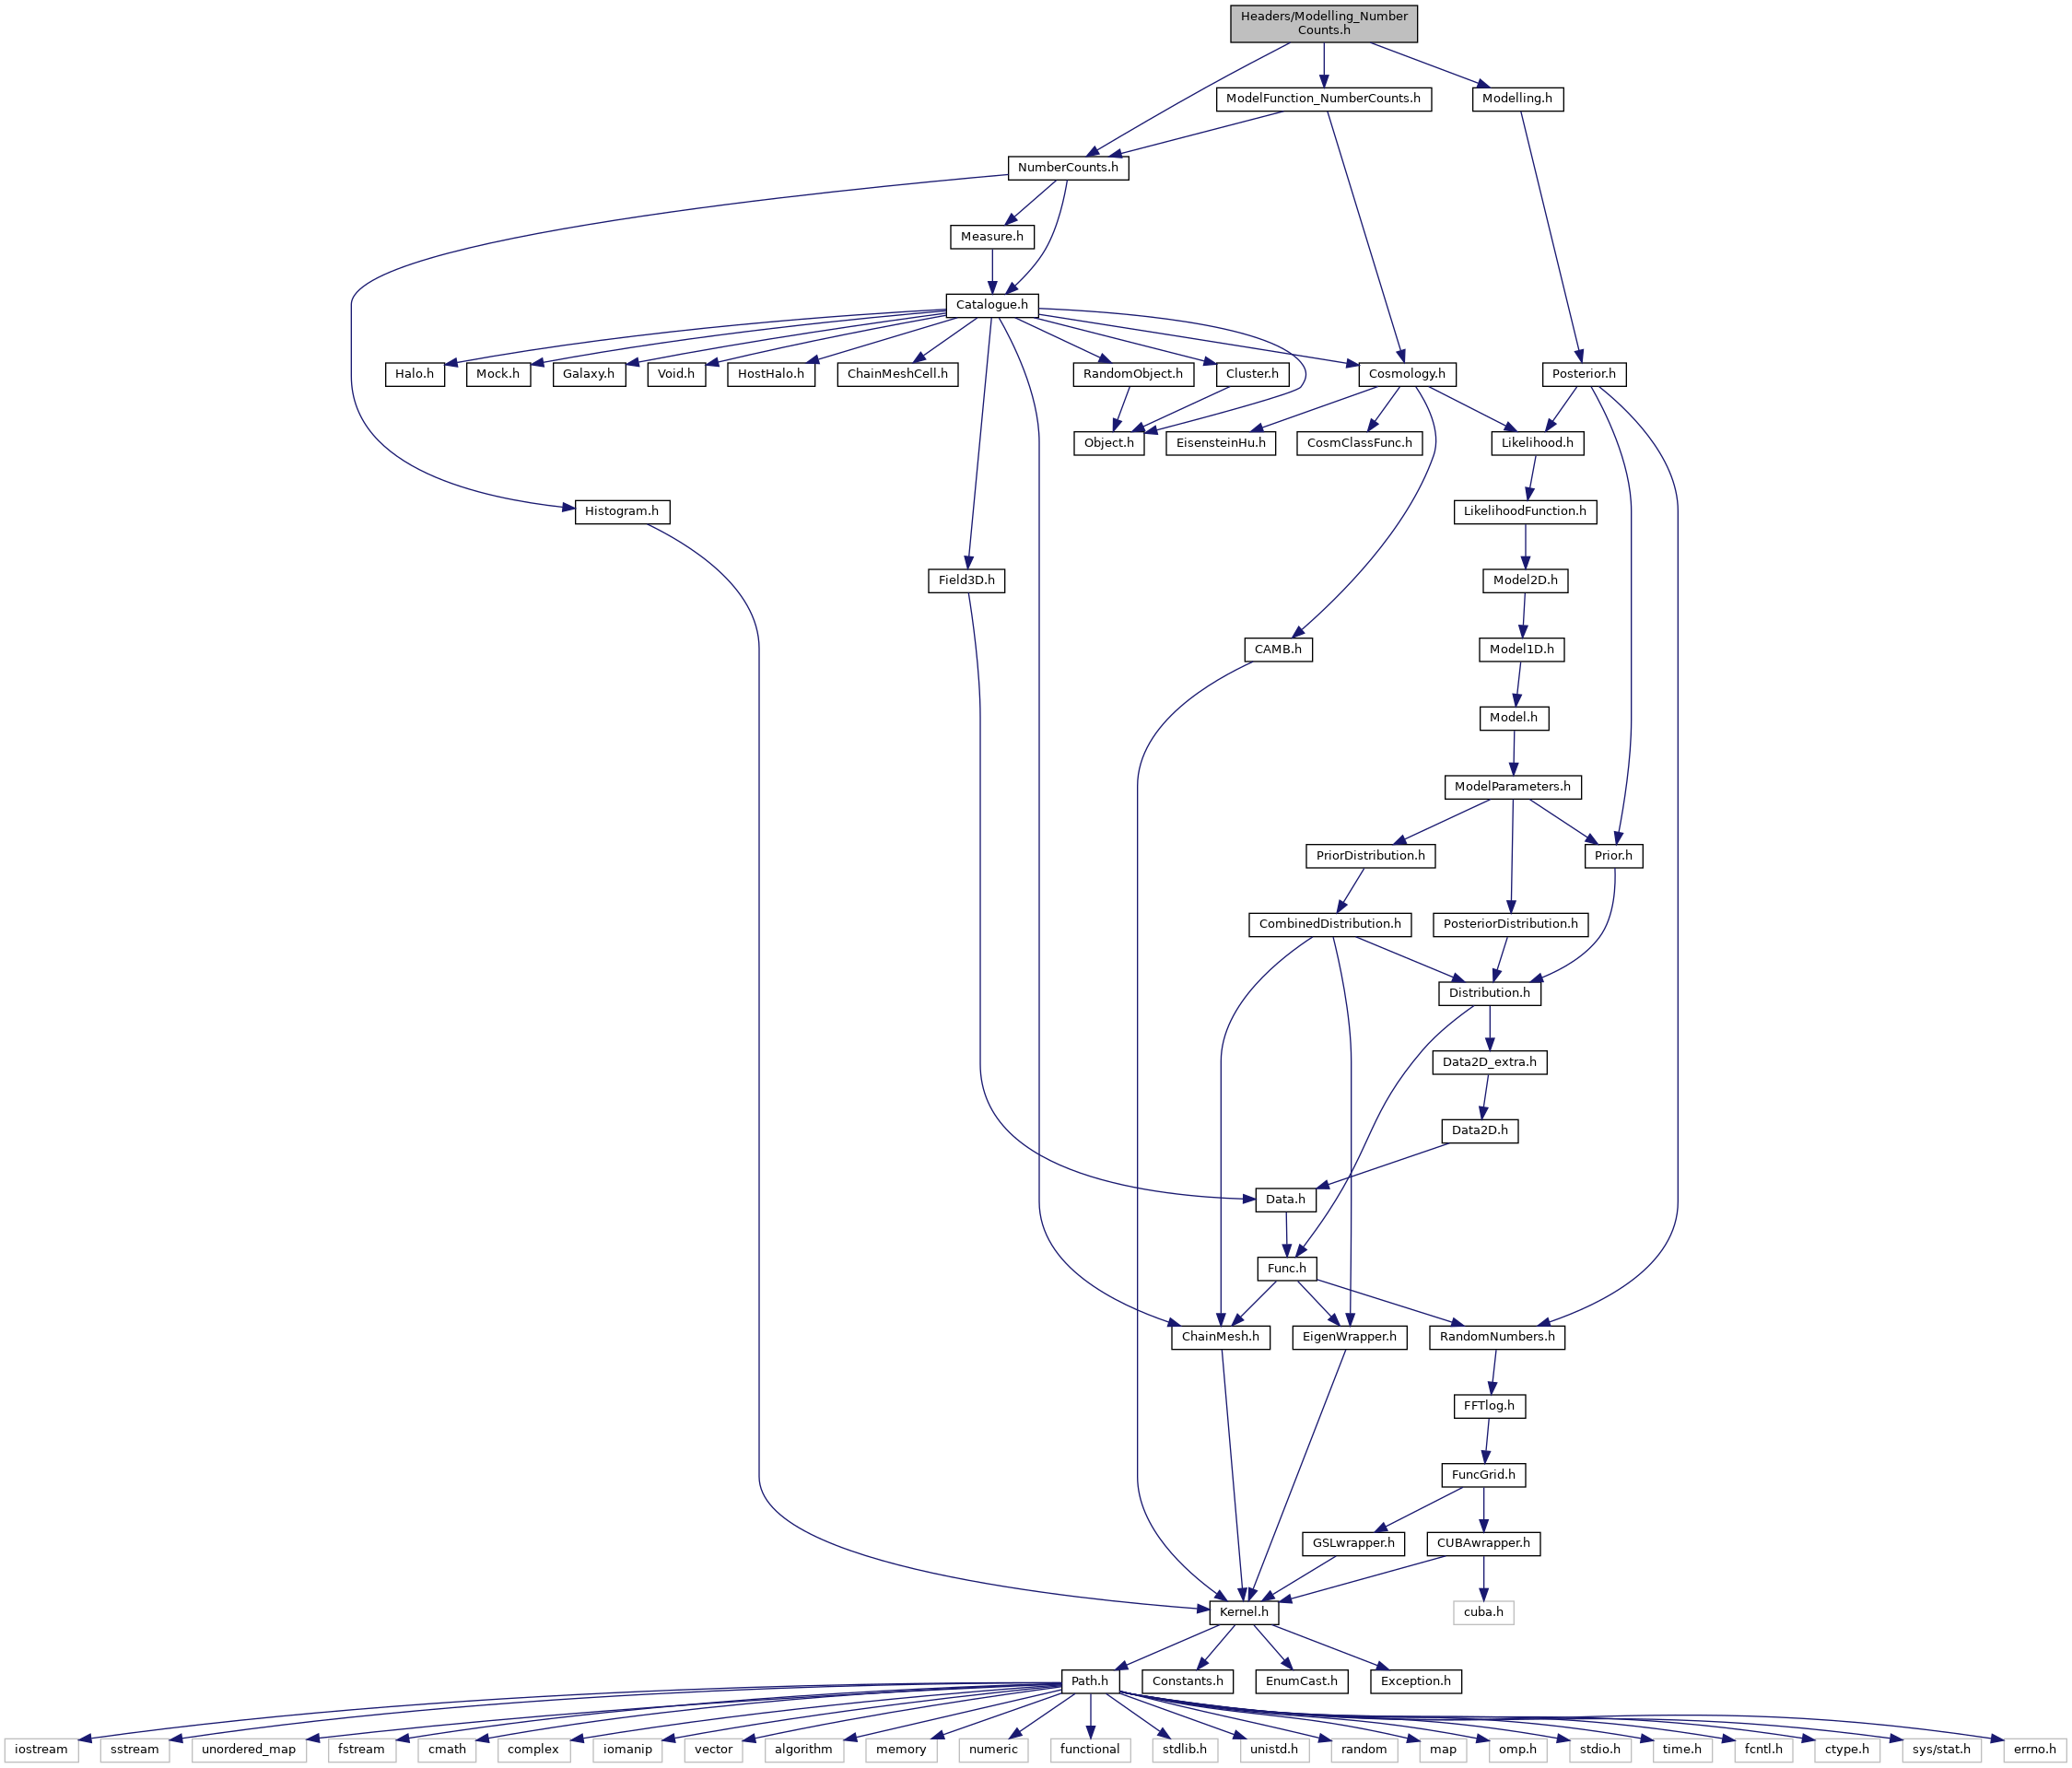 Headers/Modelling_Number
Counts.h
ModelFunction_NumberCounts.h
Modelling.h
NumberCounts.h
Measure.h
Catalogue.h
Halo.h
Mock.h
Galaxy.h
Void.h
HostHalo.h
ChainMeshCell.h
RandomObject.h
Cluster.h
Cosmology.h
Posterior.h
Object.h
EisensteinHu.h
CosmClassFunc.h
Likelihood.h
Histogram.h
LikelihoodFunction.h
Field3D.h
Model2D.h
CAMB.h
Model1D.h
Model.h
ModelParameters.h
PriorDistribution.h
Prior.h
CombinedDistribution.h
PosteriorDistribution.h
Distribution.h
Data2D_extra.h
Data2D.h
Data.h
Func.h
ChainMesh.h
EigenWrapper.h
RandomNumbers.h
FFTlog.h
FuncGrid.h
GSLwrapper.h
CUBAwrapper.h
Kernel.h
cuba.h
Path.h
Constants.h
EnumCast.h
Exception.h
iostream
sstream
unordered_map
fstream
cmath
complex
iomanip
vector
algorithm
memory
numeric
functional
stdlib.h
unistd.h
random
map
omp.h
stdio.h
time.h
fcntl.h
ctype.h
sys/stat.h
errno.h